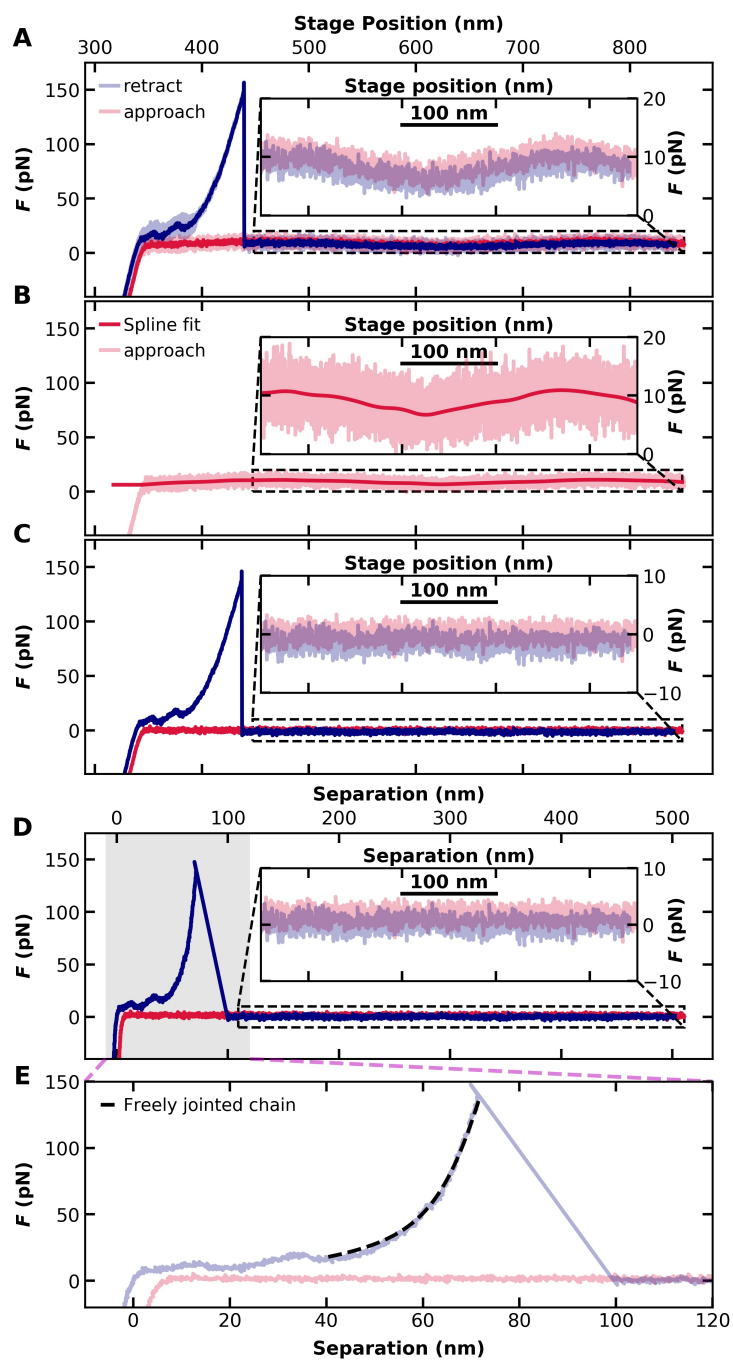 Stage Position (nm)
A
300 400 500 600 700 800
150
100
50
0
F (pN)
retract
approach
Stage position (nm)
100 nm
20
10
0
F (pN)
B
150
100
50
0
F (pN)
Spline fit
approach
Stage position (nm)
100 nm
20
10
0
F (pN)
C
150
100
50
0
F (pN)
Stage position (nm)
100 nm
10
0
−10
F (pN)
Separation (nm)
D
0 100 200 300 400 500
150
100
50
0
F (pN)
Separation (nm)
100 nm
10
0
−10
F (pN)
E
150
100
50
0
F (pN)
Freely jointed chain
0 20 40 60 80 100 120
Separation (nm)